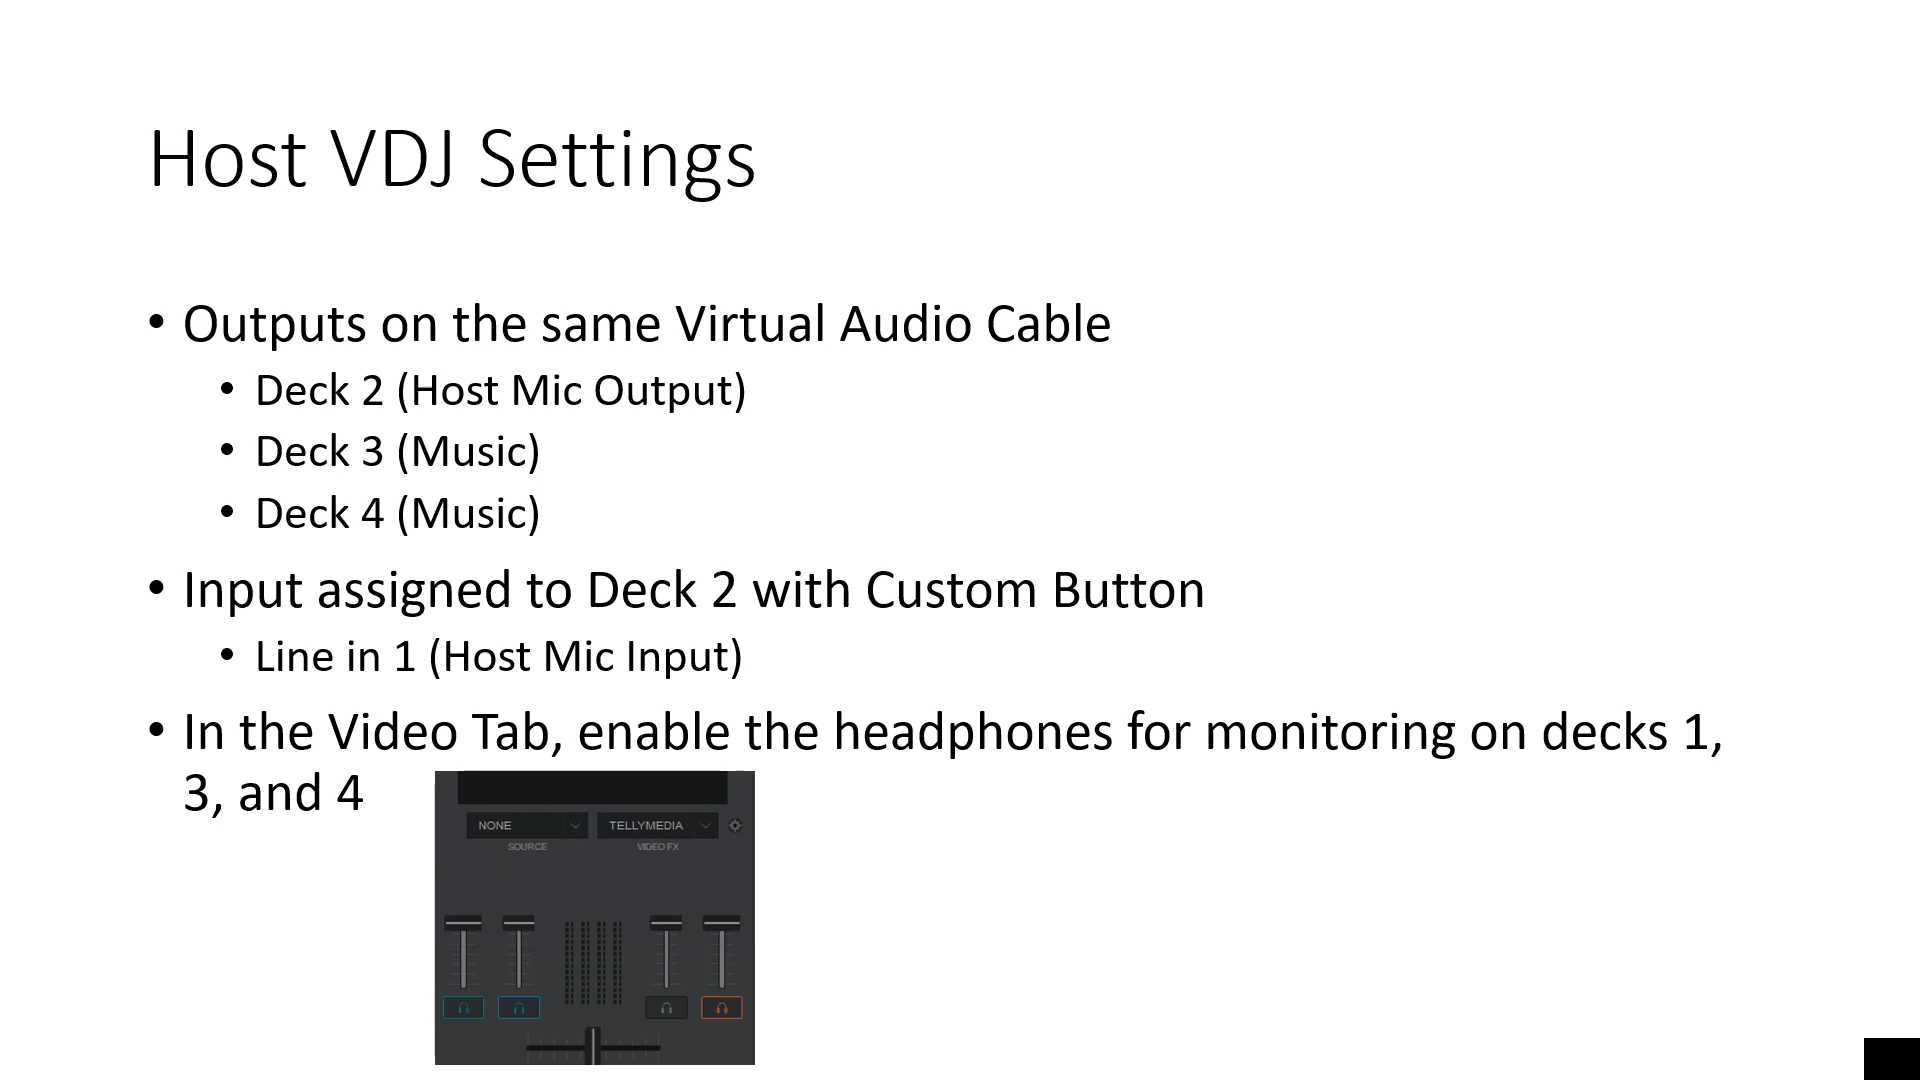 Host VDJ Settings
• Outputs on the same Virtual Audio Cable
• Deck 2 (Host Mic Output)
• Deck 3 (Music)
• Deck 4 (Music)
• Input assigned to Deck 2 with Custom Button
• Line in 1 (Host Mic Input)
• In the Video Tab, enable the headphones for monitoring on decks 1,
3, and 4
NONE TELLYMEDIA
SOURCE VIDEO FX